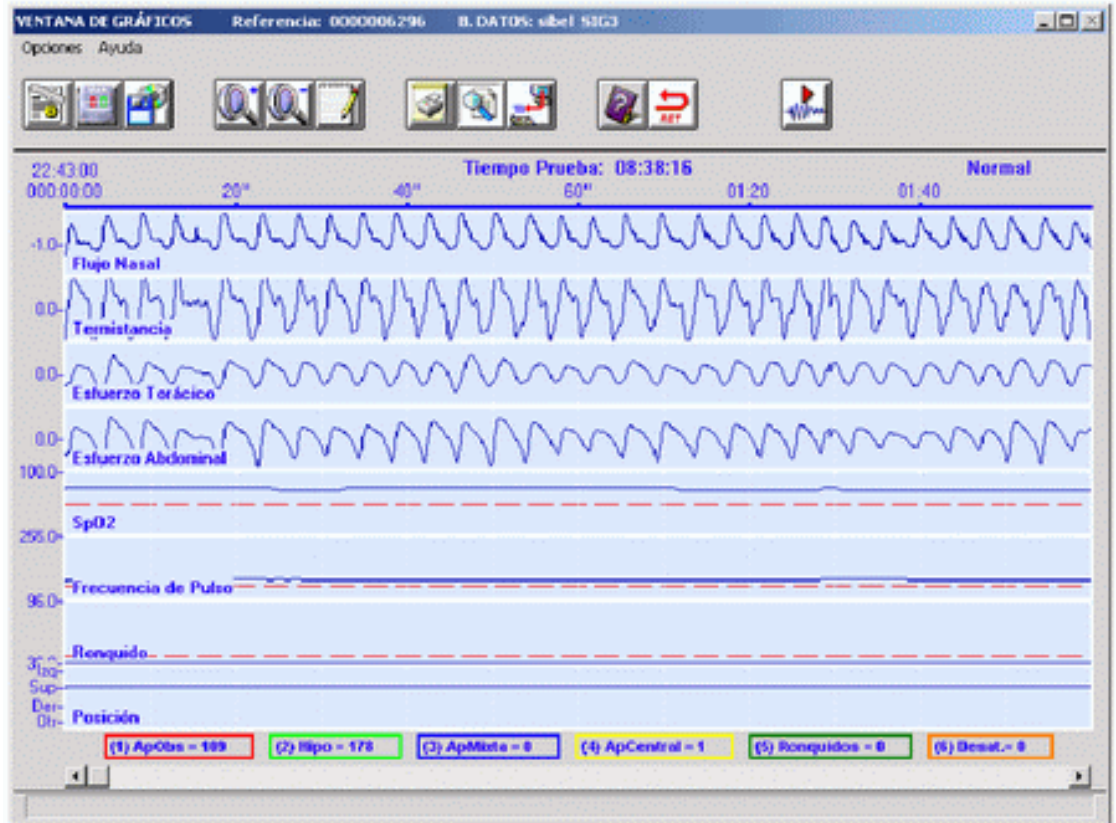 VENTANA DE GRÁFICOS Referencia: 0000006296 B. DATOS: sibel SIG3
Opciones Ayuda
RET
22:43:00 Tiempo Prueba: 08:38:16 Normal
000:00:00 20" 40" 60" 01:20 01:40
-1.0-
Flujo Nasal
0.0-
Termistancia
0.0-
Esfuerzo Torácico
0.0-
Esfuerzo Abdominal
100.0-
SpO2
Frecuencia de Pulso
96.0-
Ronquido
Izq-
Sup-
Der-
Otr- Posición
(1) ApObs = 109 (2) Hipo = 178 (3) ApMixta = 0 (4) ApCentral = 1 (5) Ronquidos = 0 (6) Desat.= 0